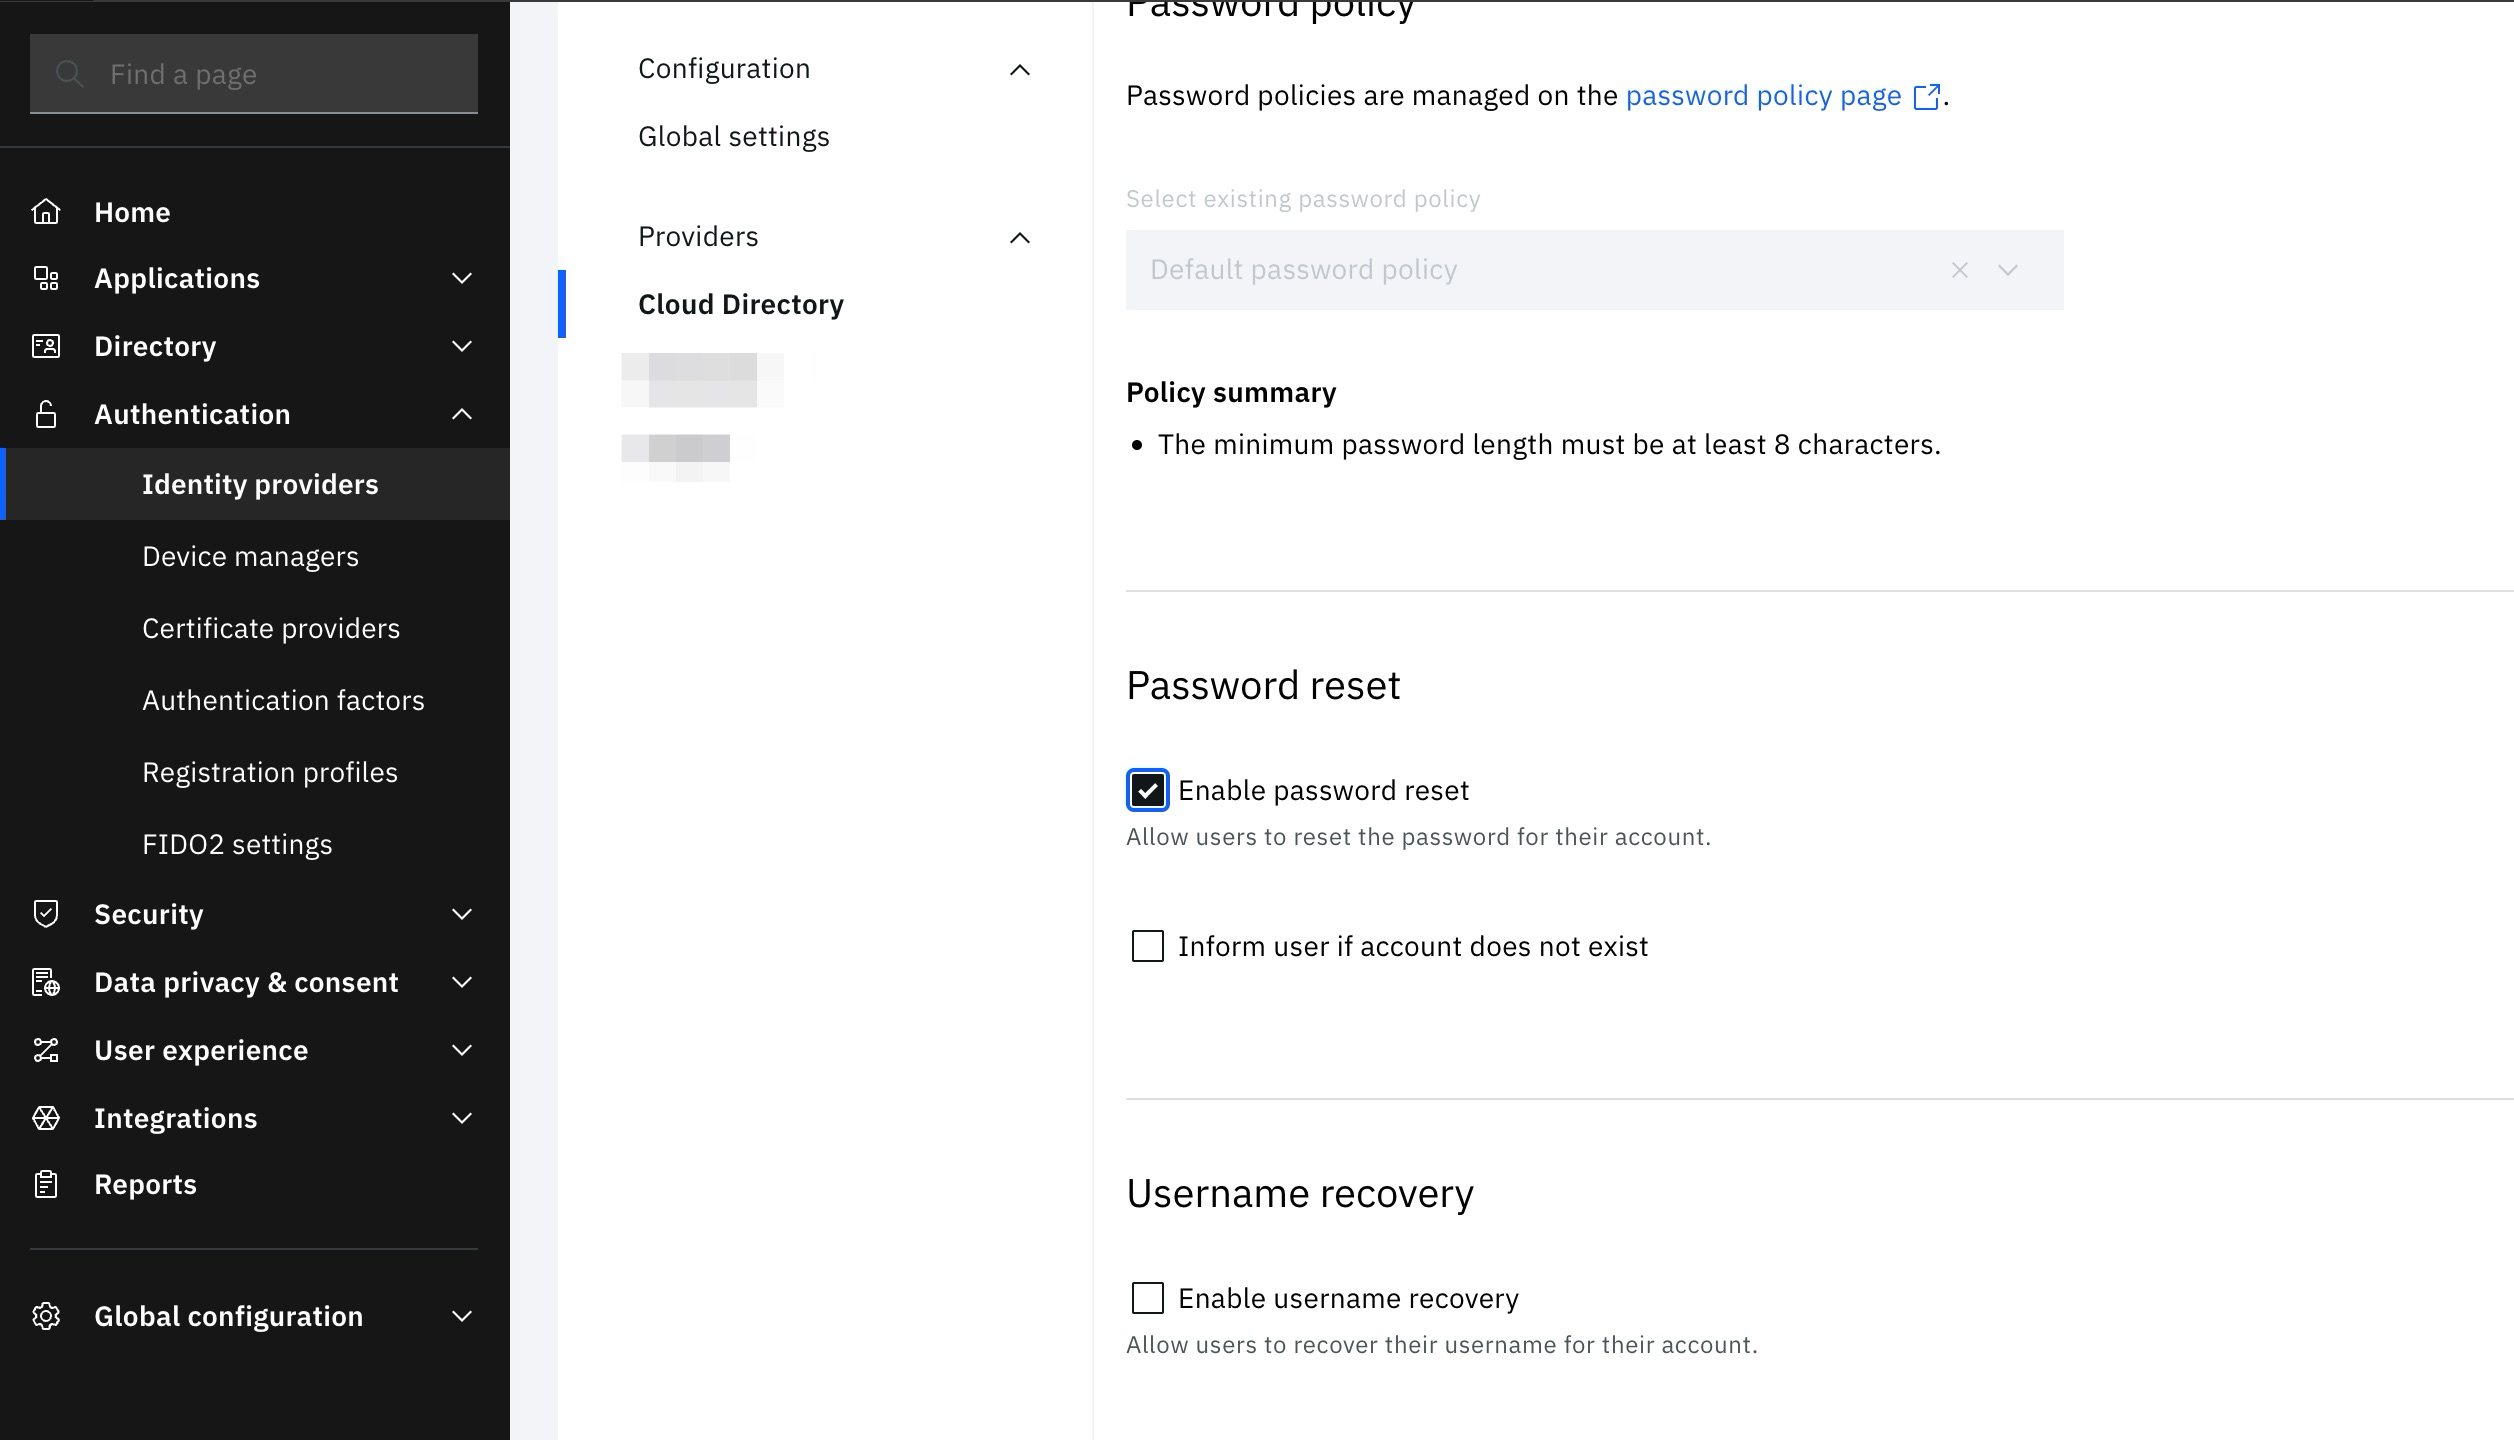 Find a page
Home
Applications
Directory
Authentication
Identity providers
Device managers
Certificate providers
Authentication factors
Registration profiles
FIDO2 settings
Security
Data privacy & consent
User experience
Integrations
Reports
Global configuration
Configuration
Global settings
Providers
Cloud Directory
Password policy
Password policies are managed on the password policy page.
Select existing password policy
Default password policy
Policy summary
• The minimum password length must be at least 8 characters.
Password reset
Enable password reset
Allow users to reset the password for their account.
Inform user if account does not exist
Username recovery
Enable username recovery
Allow users to recover their username for their account.